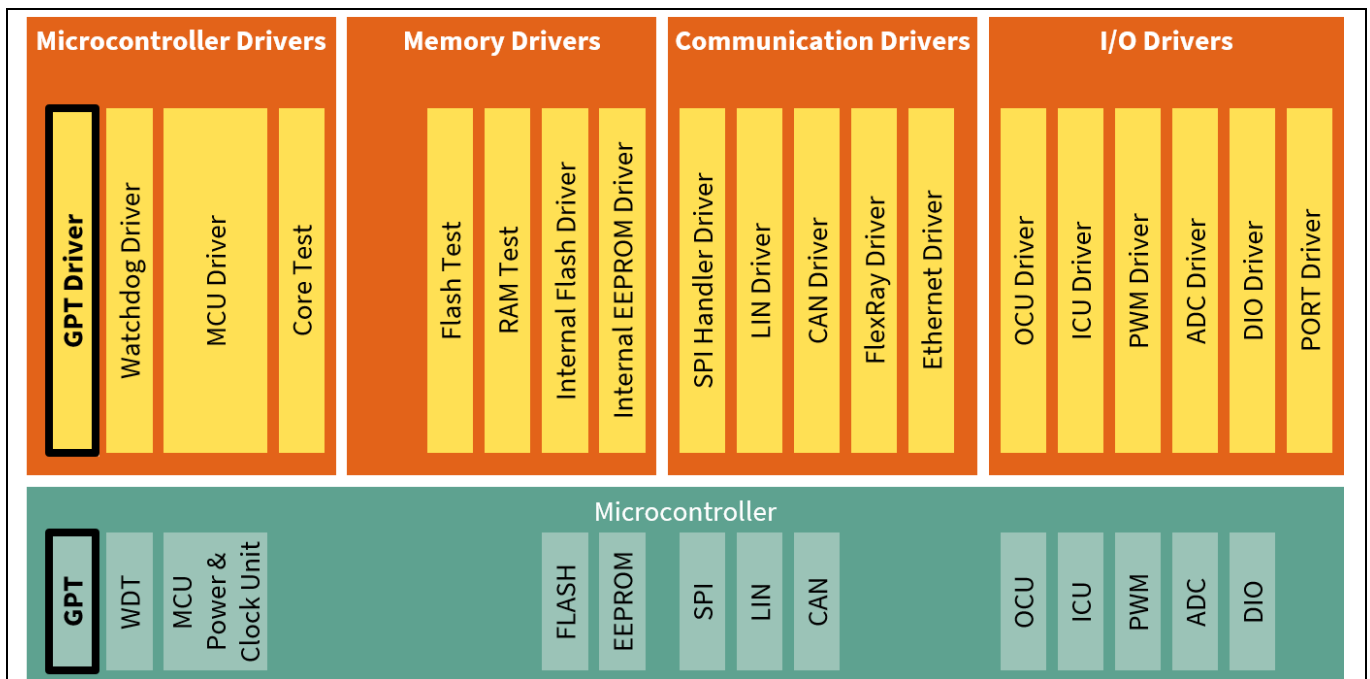 Microcontroller Drivers
Memory Drivers
Communication Drivers
I/O Drivers
GPT Driver
Watchdog Driver
MCU Driver
Core Test
Flash Test
RAM Test
Internal Flash Driver
Internal EEPROM Driver
SPI Handler Driver
LIN Driver
CAN Driver
FlexRay Driver
Ethernet Driver
OCU Driver
ICU Driver
PWM Driver
ADC Driver
DIO Driver
PORT Driver
Microcontroller
GPT
WDT
MCU
Power &
Clock Unit
FLASH
EEPROM
SPI
LIN
CAN
OCU
ICU
PWM
ADC
DIO